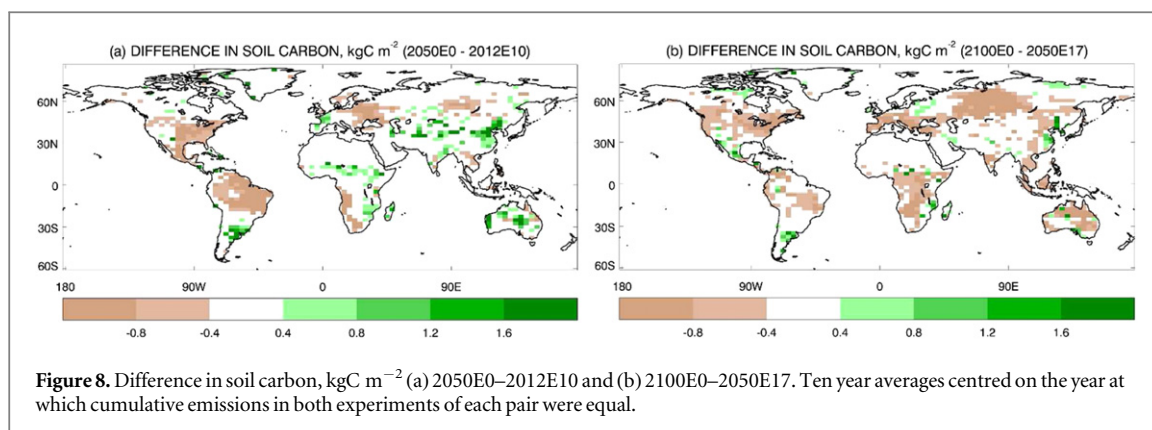 (a) DIFFERENCE IN SOIL CARBON, kgC m⁻² (2050E0 - 2012E10)
60N
30N
0
30S
60S
180 90W 0 90E
-0.8 -0.4 0.4 0.8 1.2 1.6
(b) DIFFERENCE IN SOIL CARBON, kgC m⁻² (2100E0 - 2050E17)
60N
30N
0
30S
60S
180 90W 0 90E
-0.8 -0.4 0.4 0.8 1.2 1.6
Figure 8. Difference in soil carbon, kgC m⁻² (a) 2050E0–2012E10 and (b) 2100E0–2050E17. Ten year averages centred on the year at
which cumulative emissions in both experiments of each pair were equal.